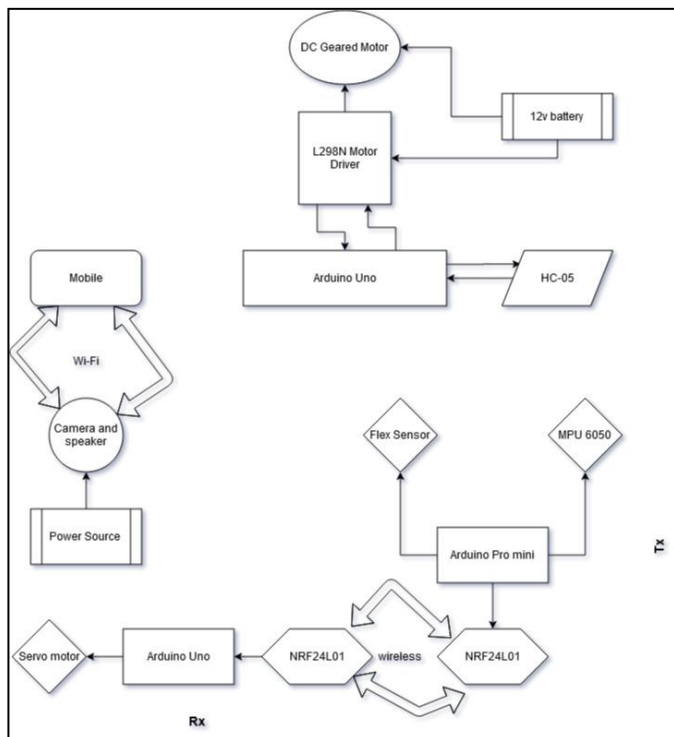 DC Geared Motor
12v battery
L298N Motor
Driver
Arduino Uno
HC-05
Mobile
Wi-Fi
Camera and
speaker
Power Source
Flex Sensor
MPU 6050
Arduino Pro mini
Tx
Servo motor
Arduino Uno
NRF24L01
wireless
NRF24L01
Rx